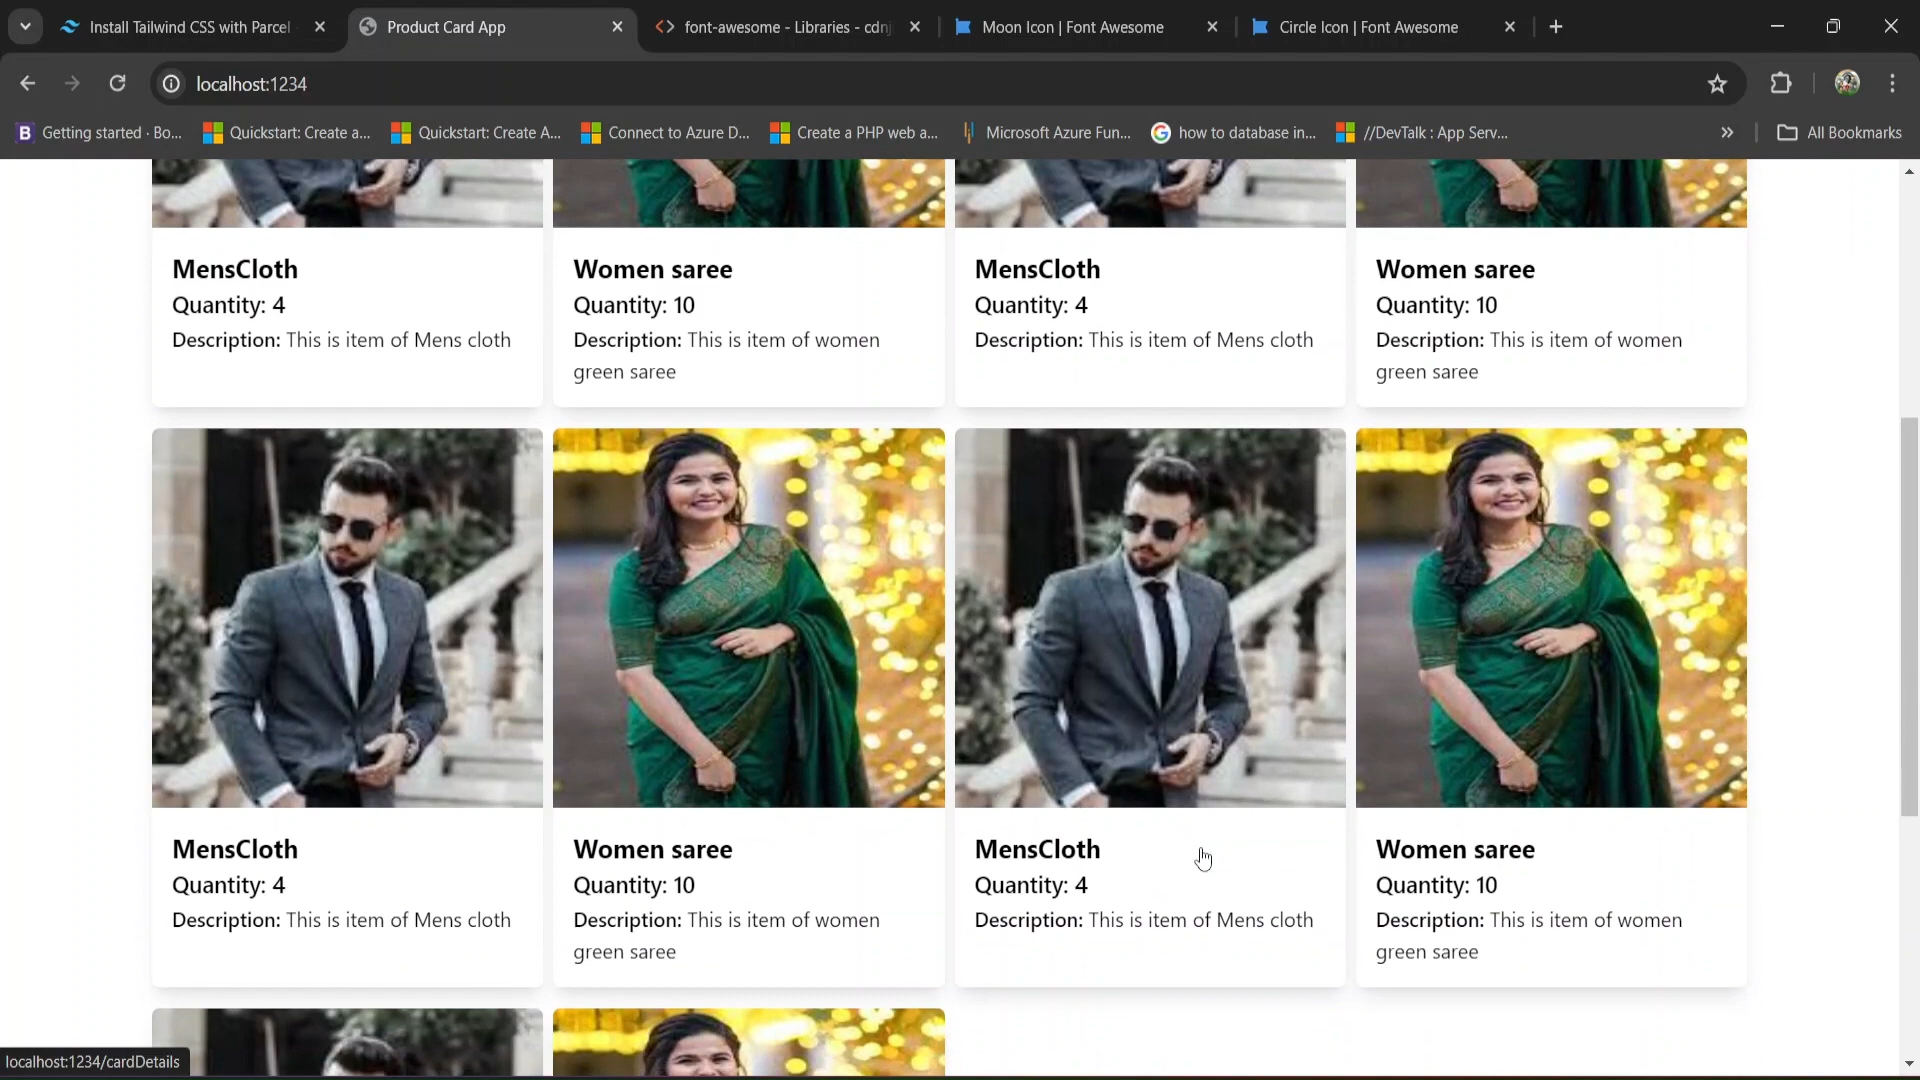 Install Tailwind CSS with Parcel
Product Card App
font-awesome - Libraries - cdnj
Moon Icon | Font Awesome
Circle Icon | Font Awesome
localhost:1234
B Getting started · Bo...
Quickstart: Create a...
Quickstart: Create A...
Connect to Azure D...
Create a PHP web a...
Microsoft Azure Fun...
how to database in...
//DevTalk : App Serv...
All Bookmarks
MensCloth
Quantity: 4
Description: This is item of Mens cloth
Women saree
Quantity: 10
Description: This is item of women
green saree
MensCloth
Quantity: 4
Description: This is item of Mens cloth
Women saree
Quantity: 10
Description: This is item of women
green saree
MensCloth
Quantity: 4
Description: This is item of Mens cloth
Women saree
Quantity: 10
Description: This is item of women
green saree
MensCloth
Quantity: 4
Description: This is item of Mens cloth
Women saree
Quantity: 10
Description: This is item of women
green saree
localhost:1234/cardDetails